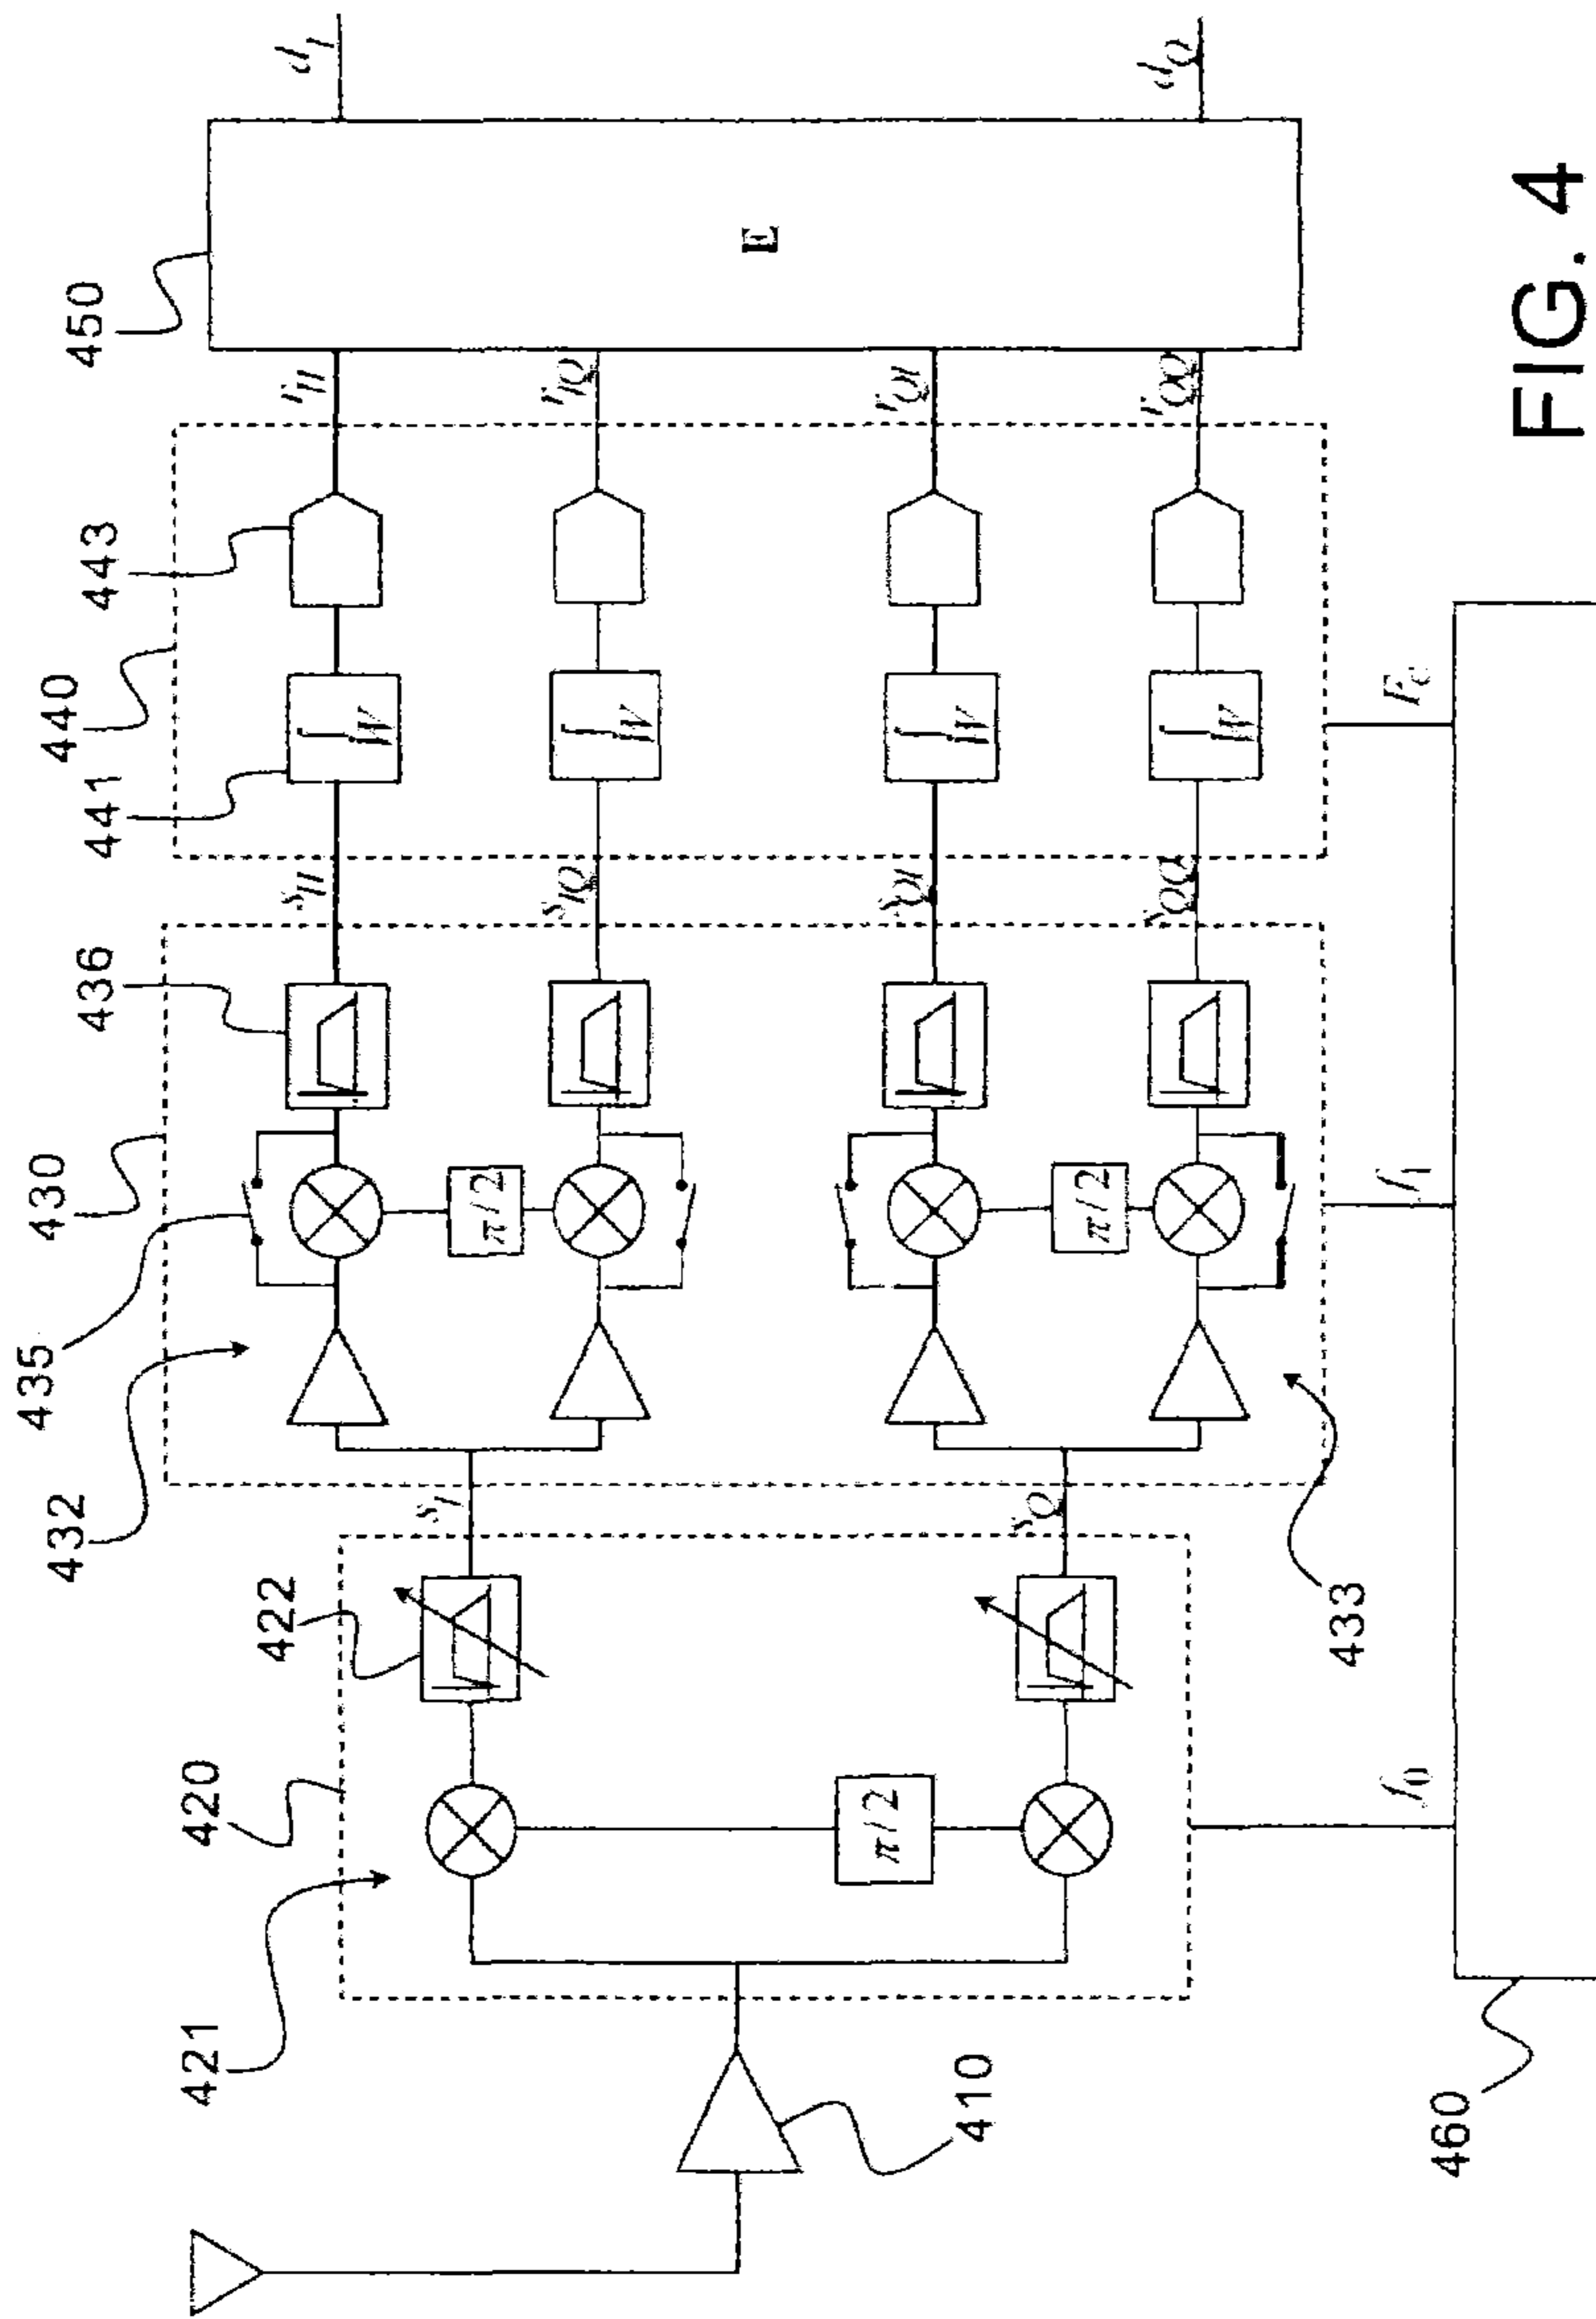 421
420
422
432
435
430
436
441
440
443
450
410
π/2
s_I
s_Q
π/2
π/2
s_II
s_IQ
s_QI
s_QQ
∫_W
∫_W
∫_W
∫_W
r_II
r_IQ
r_QI
r_QQ
E
d_I
d_Q
433
460
f_0
f_1
F_c
FIG. 4